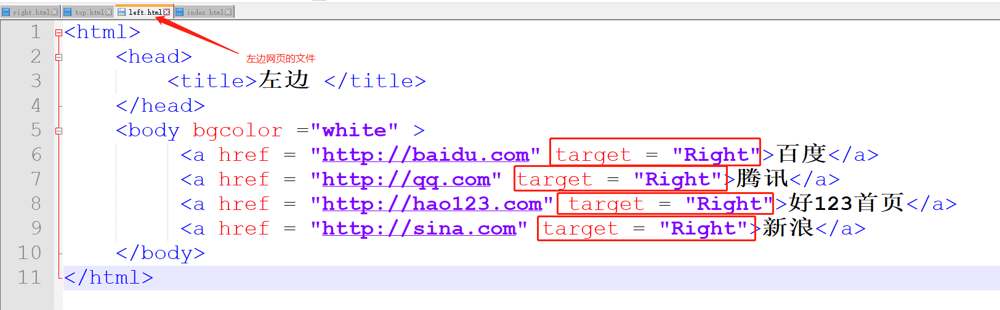 right.html top.html left.html index.html
左边网页的文件
1 <html>
2 <head>
3 <title>左边 </title>
4 </head>
5 <body bgcolor ="white" >
6 <a href = "http://baidu.com" target = "Right">百度</a>
7 <a href = "http://qq.com" target = "Right">腾讯</a>
8 <a href = "http://hao123.com" target = "Right">好123首页</a>
9 <a href = "http://sina.com" target = "Right">新浪</a>
10 </body>
11 </html>